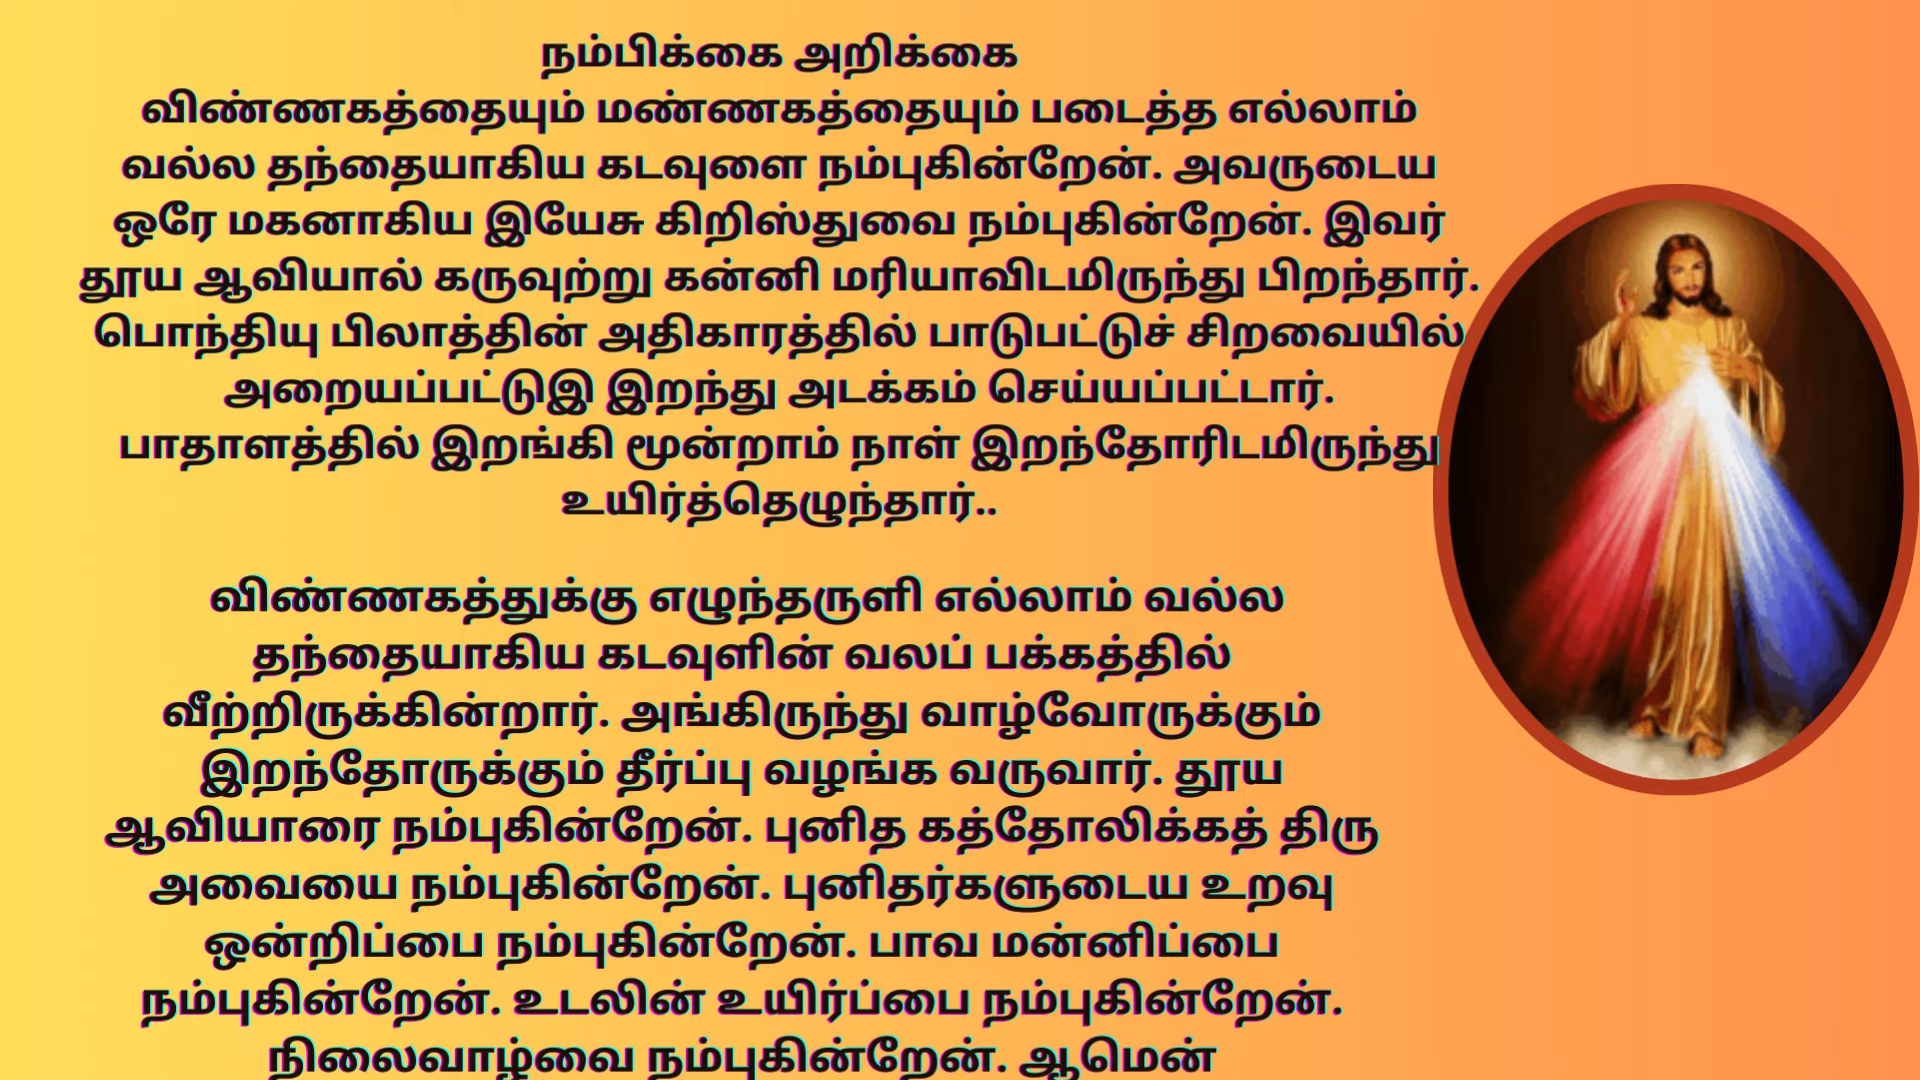 நம்பிக்கை அறிக்கை
விண்ணகத்தையும் மண்ணகத்தையும் படைத்த எல்லாம்
வல்ல தந்தையாகிய கடவுளை நம்புகின்றேன். அவருடைய
ஒரே மகனாகிய இயேசு கிறிஸ்துவை நம்புகின்றேன். இவர்
தூய ஆவியால் கருவுற்று கன்னி மரியாவிடமிருந்து பிறந்தார்.
பொந்தியு பிலாத்தின் அதிகாரத்தில் பாடுபட்டுச் சிறவையில்
அறையப்பட்டுஇ இறந்து அடக்கம் செய்யப்பட்டார்.
பாதாளத்தில் இறங்கி மூன்றாம் நாள் இறந்தோரிடமிருந்து
உயிர்த்தெழுந்தார்..
விண்ணகத்துக்கு எழுந்தருளி எல்லாம் வல்ல
தந்தையாகிய கடவுளின் வலப் பக்கத்தில்
வீற்றிருக்கின்றார். அங்கிருந்து வாழ்வோருக்கும்
இறந்தோருக்கும் தீர்ப்பு வழங்க வருவார். தூய
ஆவியாரை நம்புகின்றேன். புனித கத்தோலிக்கத் திரு
அவையை நம்புகின்றேன். புனிதர்களுடைய உறவு
ஒன்றிப்பை நம்புகின்றேன். பாவ மன்னிப்பை
நம்புகின்றேன். உடலின் உயிர்ப்பை நம்புகின்றேன்.
நிலைவாழ்வை நம்புகின்றேன். ஆமென்